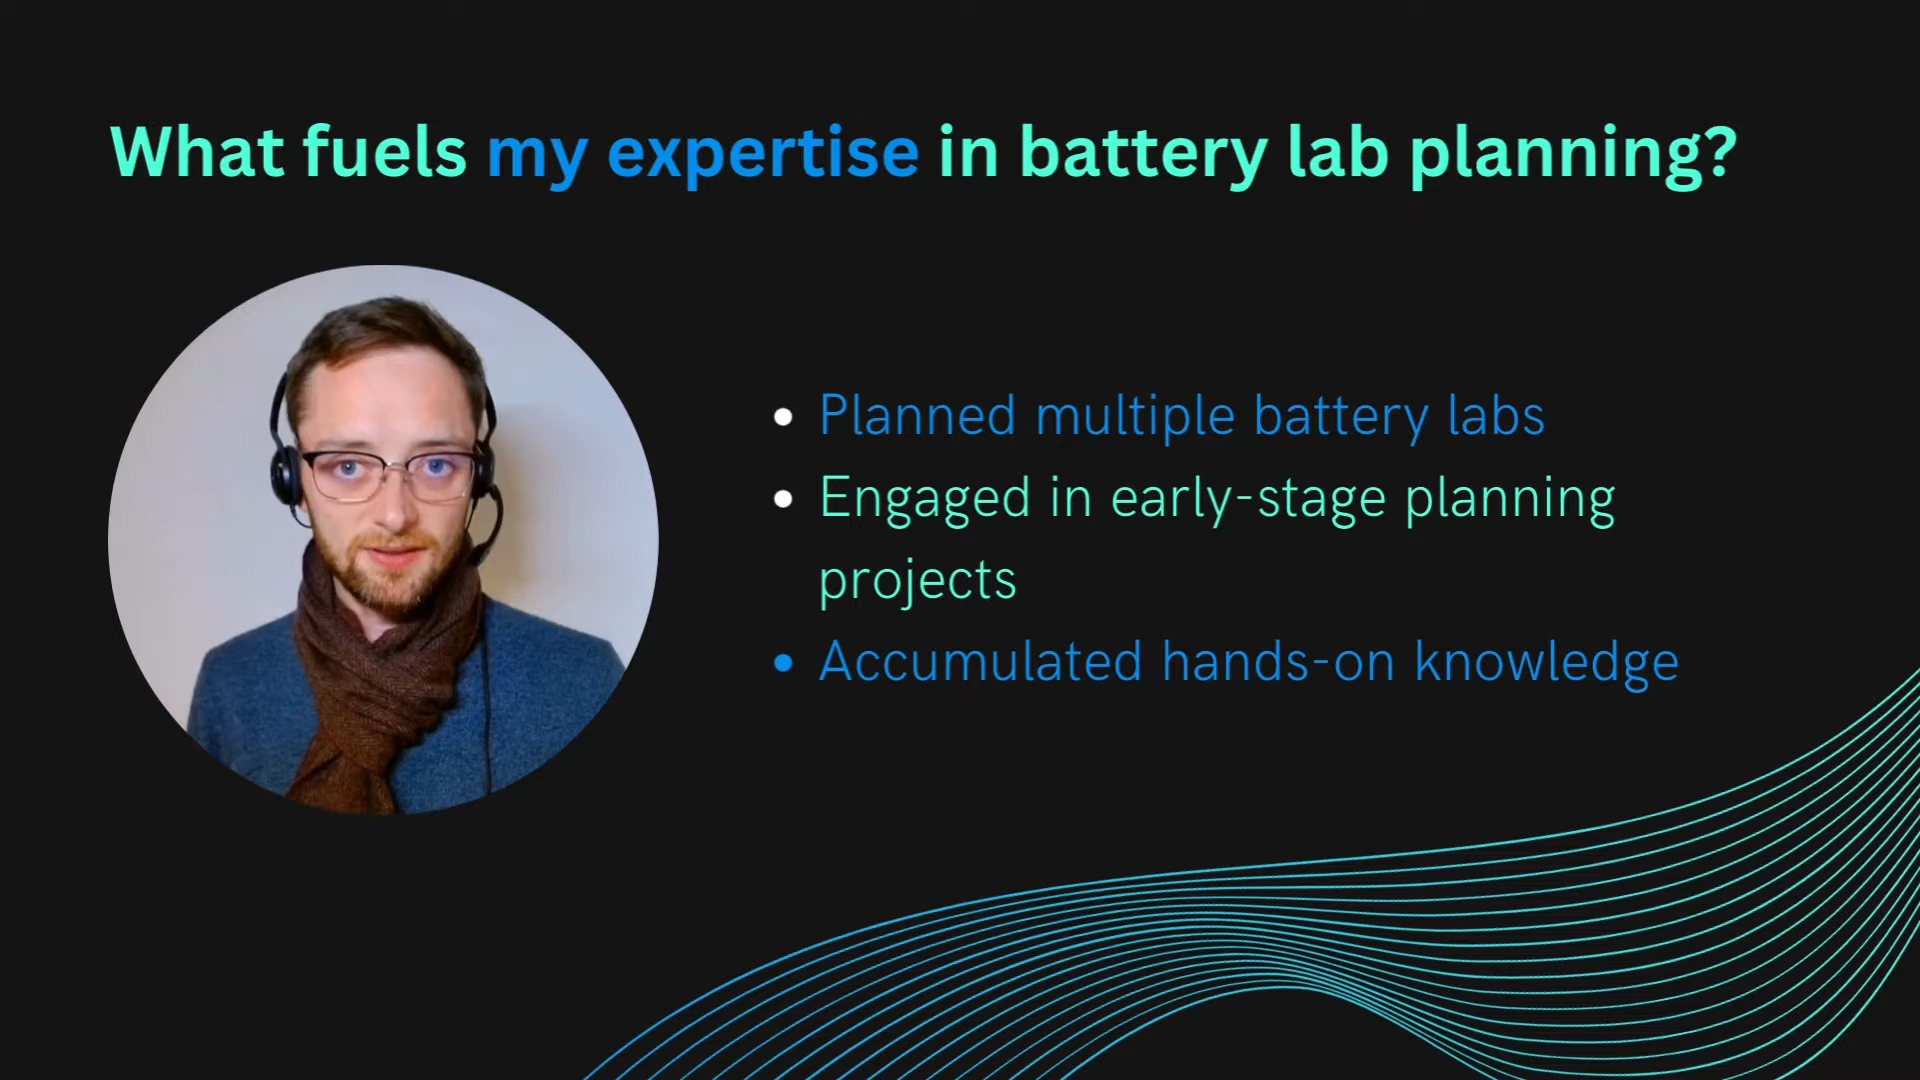 What fuels my expertise in battery lab planning?
Planned multiple battery labs
Engaged in early-stage planning
projects
Accumulated hands-on knowledge